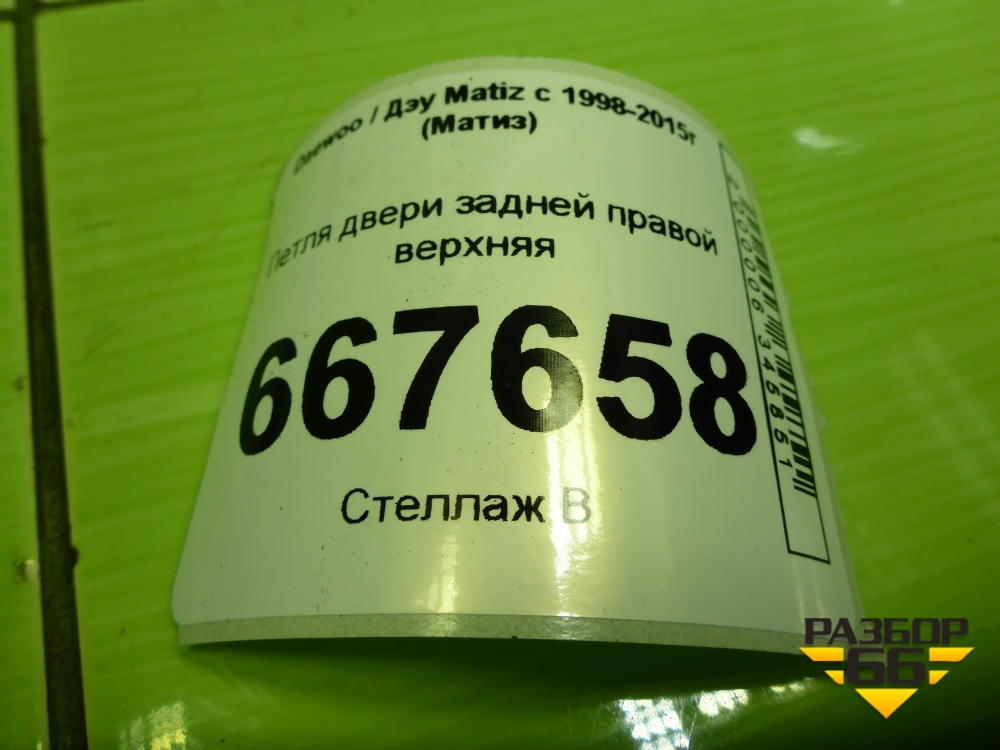 Daewoo / Дэу Matiz с 1998-2015г
(Матиз)
Петля двери задней правой
верхняя
667658
Стеллаж В
РАЗБОР
66